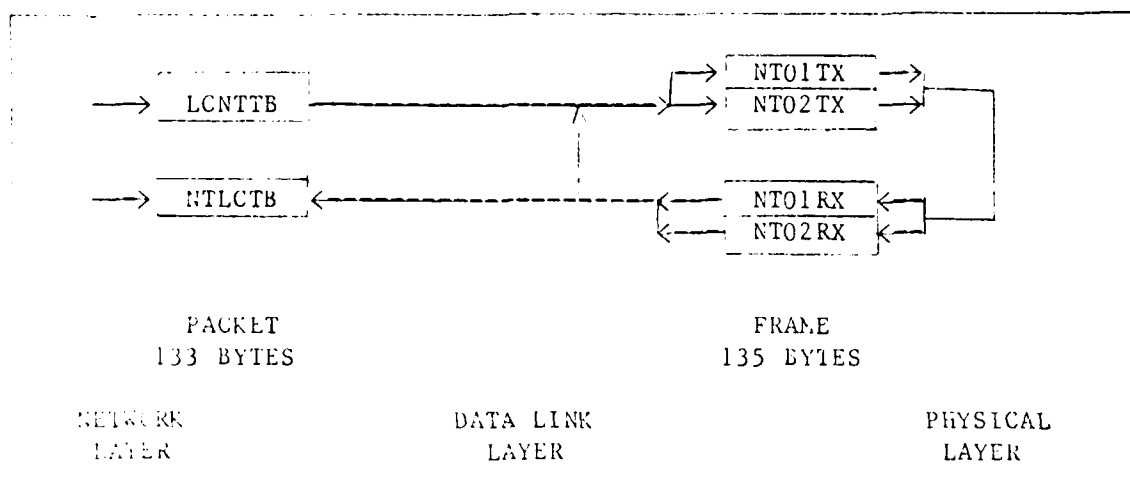 NT01TX
LCNTTB
NT02TX
NTLCTB
NT01RX
NT02RX
PACKET FRAME
133 BYTES 135 BYTES
NETWORK DATA LINK PHYSICAL
LAYER LAYER LAYER